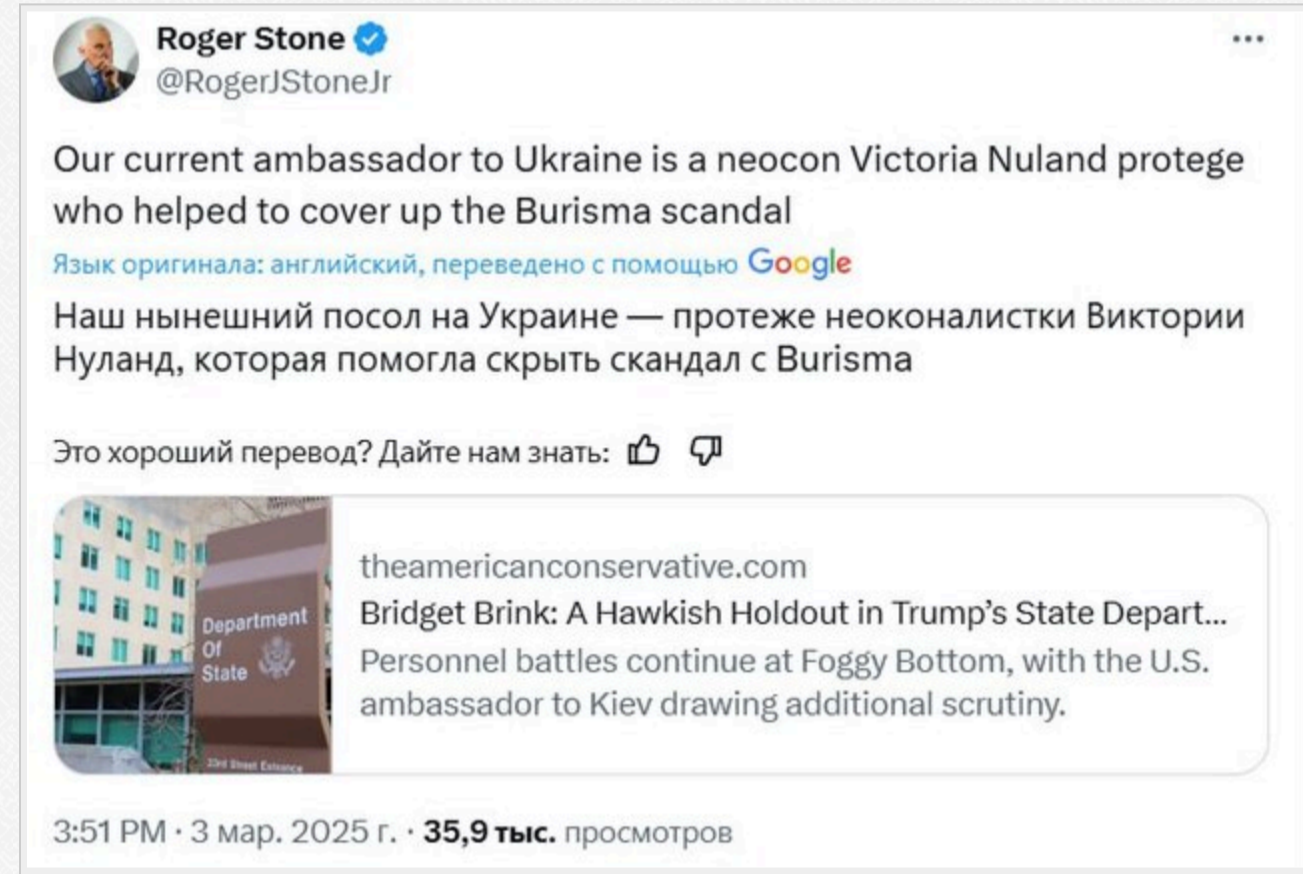 Roger Stone
@RogerJStoneJr
Our current ambassador to Ukraine is a neocon Victoria Nuland protege
who helped to cover up the Burisma scandal
Язык оригинала: английский, переведено с помощью Google
Наш нынешний посол на Украине — протеже неоконалистки Виктории
Нуланд, которая помогла скрыть скандал с Burisma
Это хороший перевод? Дайте нам знать:
Department
Of
State
23rd Street Entrance
theamericanconservative.com
Bridget Brink: A Hawkish Holdout in Trump’s State Depart...
Personnel battles continue at Foggy Bottom, with the U.S.
ambassador to Kiev drawing additional scrutiny.
3:51 PM · 3 мар. 2025 г. · 35,9 тыс. просмотров